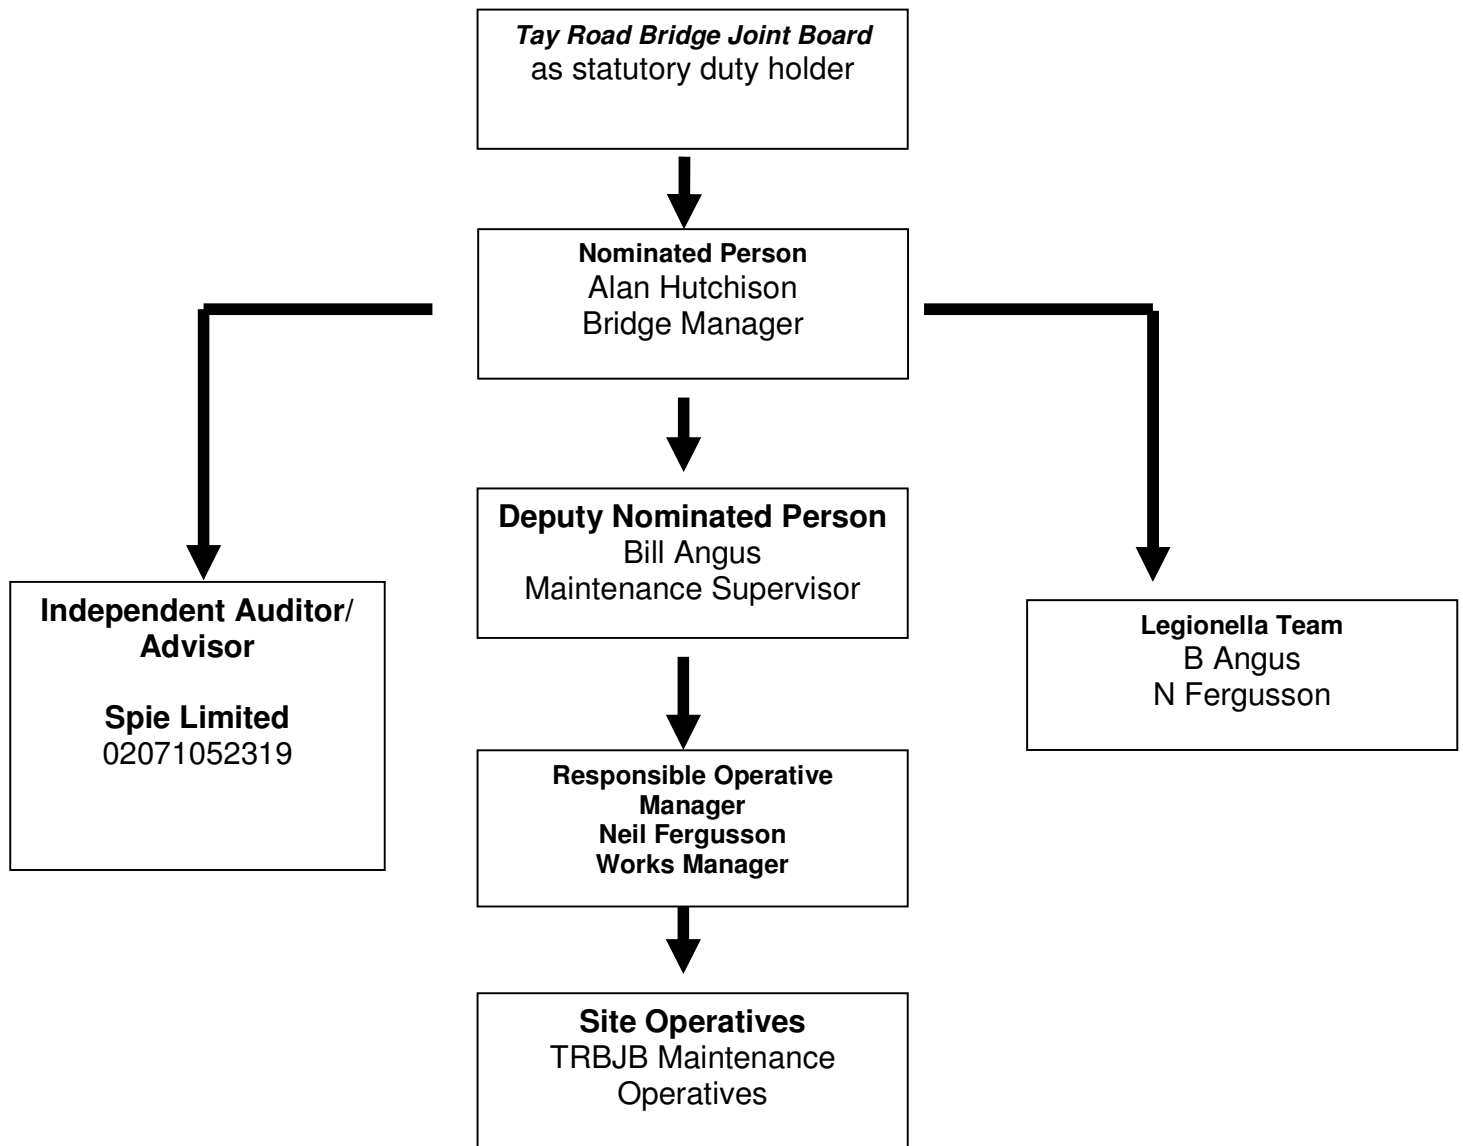 Tay Road Bridge Joint Board
as statutory duty holder
Nominated Person
Alan Hutchison
Bridge Manager
Deputy Nominated Person
Bill Angus
Maintenance Supervisor
Independent Auditor/
Advisor
Spie Limited
02071052319
Legionella Team
B Angus
N Fergusson
Responsible Operative
Manager
Neil Fergusson
Works Manager
Site Operatives
TRBJB Maintenance
Operatives